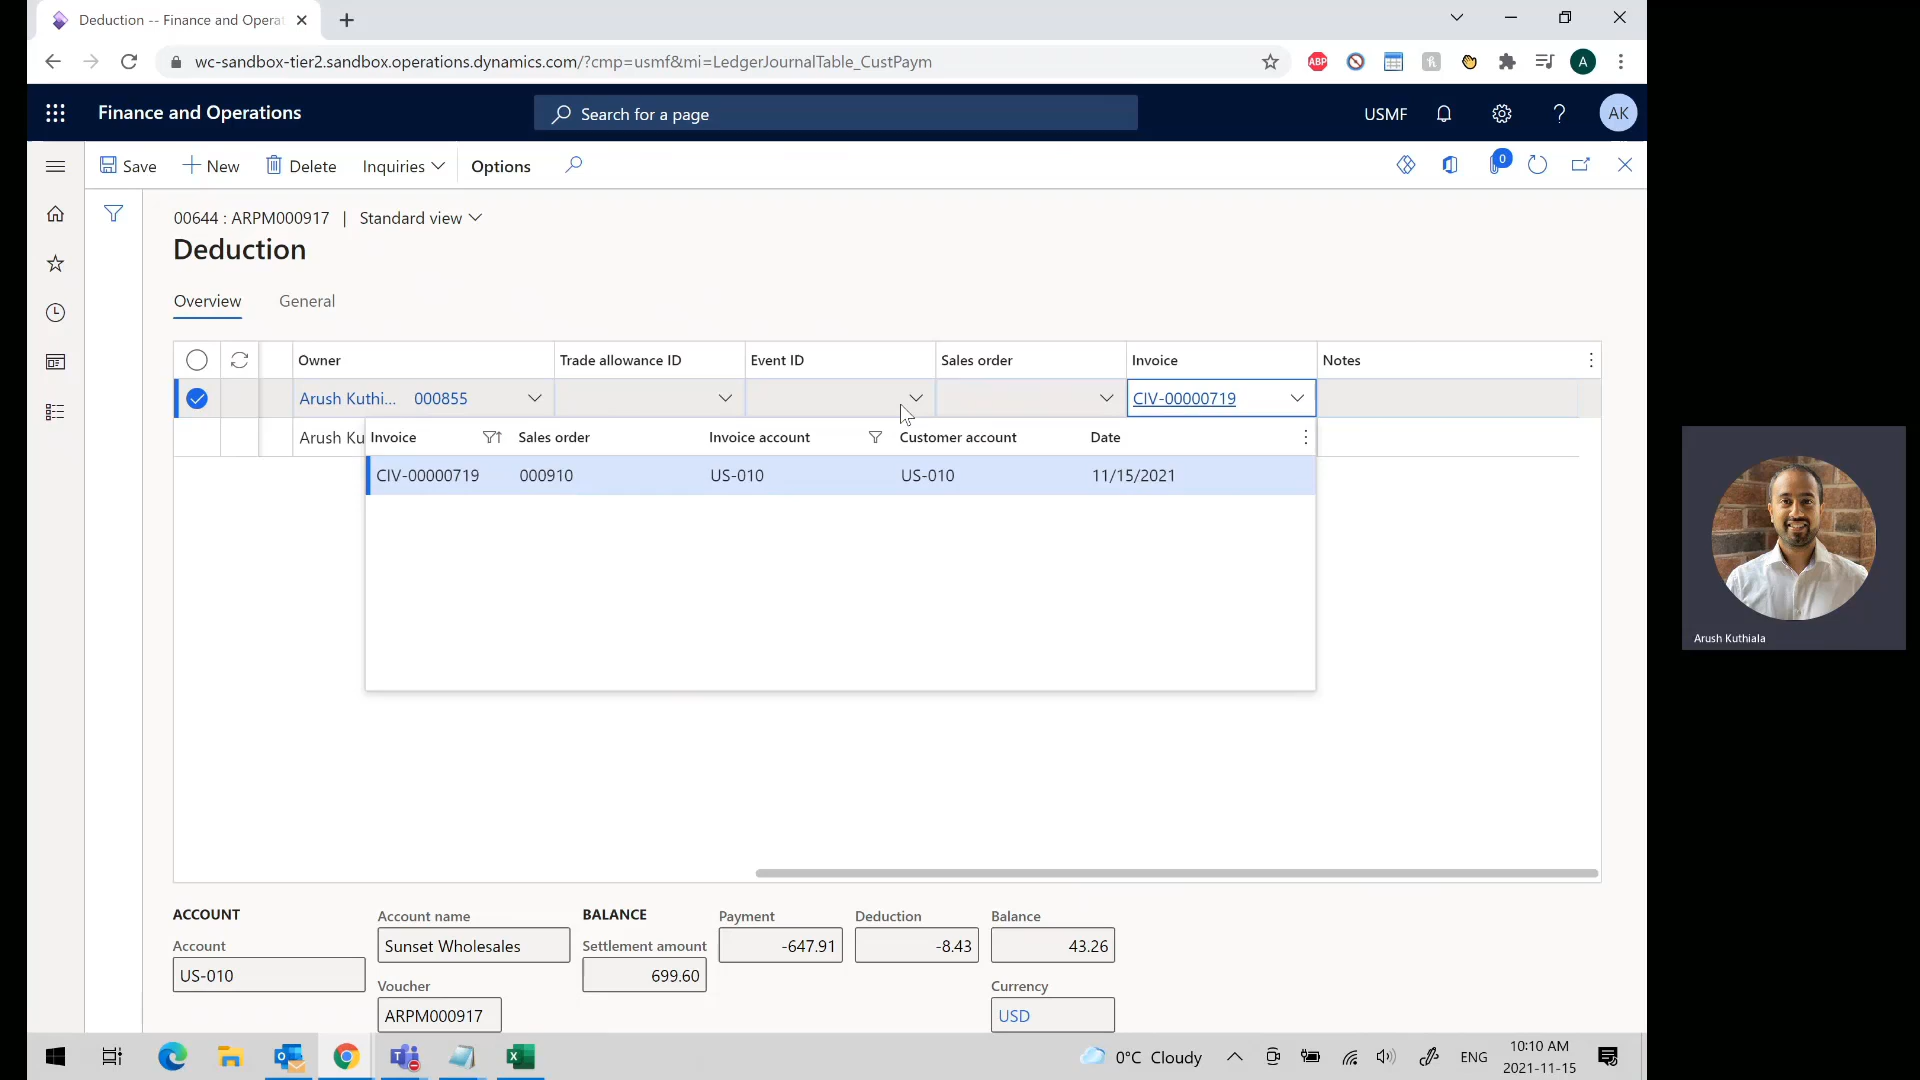 Deduction -- Finance and Opera
wc-sandbox-tier2.sandbox.operations.dynamics.com/?cmp=usmf&mi=LedgerJournalTable_CustPaym
ABP
A
Finance and Operations
Search for a page
USMF
AK
Save
New
Delete
Inquiries
Options
0
00644 : ARPM000917 | Standard view
Deduction
Overview
General
Owner
Trade allowance ID
Event ID
Sales order
Invoice
Notes
Arush Kuthi... 000855
CIV-00000719
Arush Ku
Invoice
Sales order
Invoice account
Customer account
Date
CIV-00000719
000910
US-010
US-010
11/15/2021
Arush Kuthiala
ACCOUNT
Account
US-010
Account name
Sunset Wholesales
Voucher
ARPM000917
BALANCE
Settlement amount
699.60
Payment
-647.91
Deduction
-8.43
Balance
43.26
Currency
USD
0°C Cloudy
ENG
10:10 AM
2021-11-15